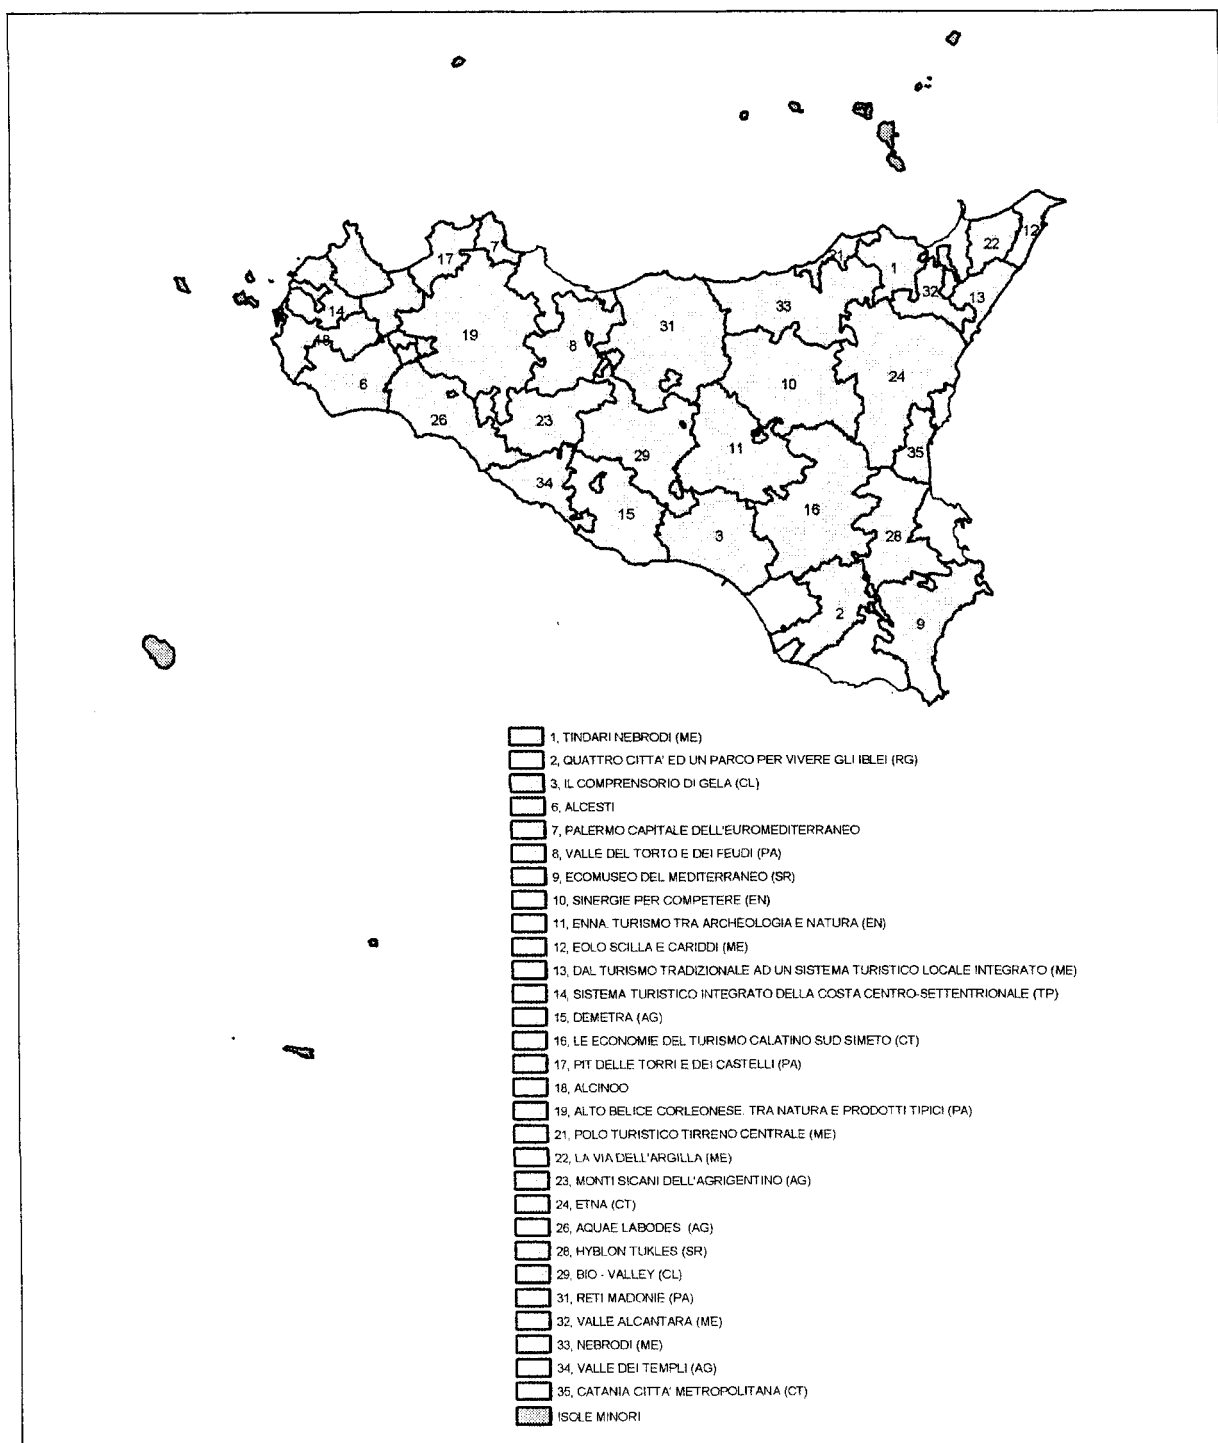 12
22
21
17
7
1
32
13
14
33
31
19
18
8
24
10
6
26
23
11
35
29
34
16
15
3
28
2
9
1, TINDARI NEBRODI (ME)
2, QUATTRO CITTA' ED UN PARCO PER VIVERE GLI IBLEI (RG)
3, IL COMPRENSORIO DI GELA (CL)
6, ALCESTI
7, PALERMO CAPITALE DELL'EUROMEDITERRANEO
8, VALLE DEL TORTO E DEI FEUDI (PA)
9, ECOMUSEO DEL MEDITERRANEO (SR)
10, SINERGIE PER COMPETERE (EN)
11, ENNA. TURISMO TRA ARCHEOLOGIA E NATURA (EN)
12, EOLO SCILLA E CARIDDI (ME)
13, DAL TURISMO TRADIZIONALE AD UN SISTEMA TURISTICO LOCALE INTEGRATO (ME)
14, SISTEMA TURISTICO INTEGRATO DELLA COSTA CENTRO-SETTENTRIONALE (TP)
15, DEMETRA (AG)
16, LE ECONOMIE DEL TURISMO CALATINO SUD SIMETO (CT)
17, PIT DELLE TORRI E DEI CASTELLI (PA)
18, ALCINOO
19, ALTO BELICE CORLEONESE. TRA NATURA E PRODOTTI TIPICI (PA)
21, POLO TURISTICO TIRRENO CENTRALE (ME)
22, LA VIA DELL'ARGILLA (ME)
23, MONTI SICANI DELL'AGRIGENTINO (AG)
24, ETNA (CT)
26, AQUAE LABODES (AG)
28, HYBLON TUKLES (SR)
29, BIO - VALLEY (CL)
31, RETI MADONIE (PA)
32, VALLE ALCANTARA (ME)
33, NEBRODI (ME)
34, VALLE DEI TEMPLI (AG)
35, CATANIA CITTA' METROPOLITANA (CT)
ISOLE MINORI